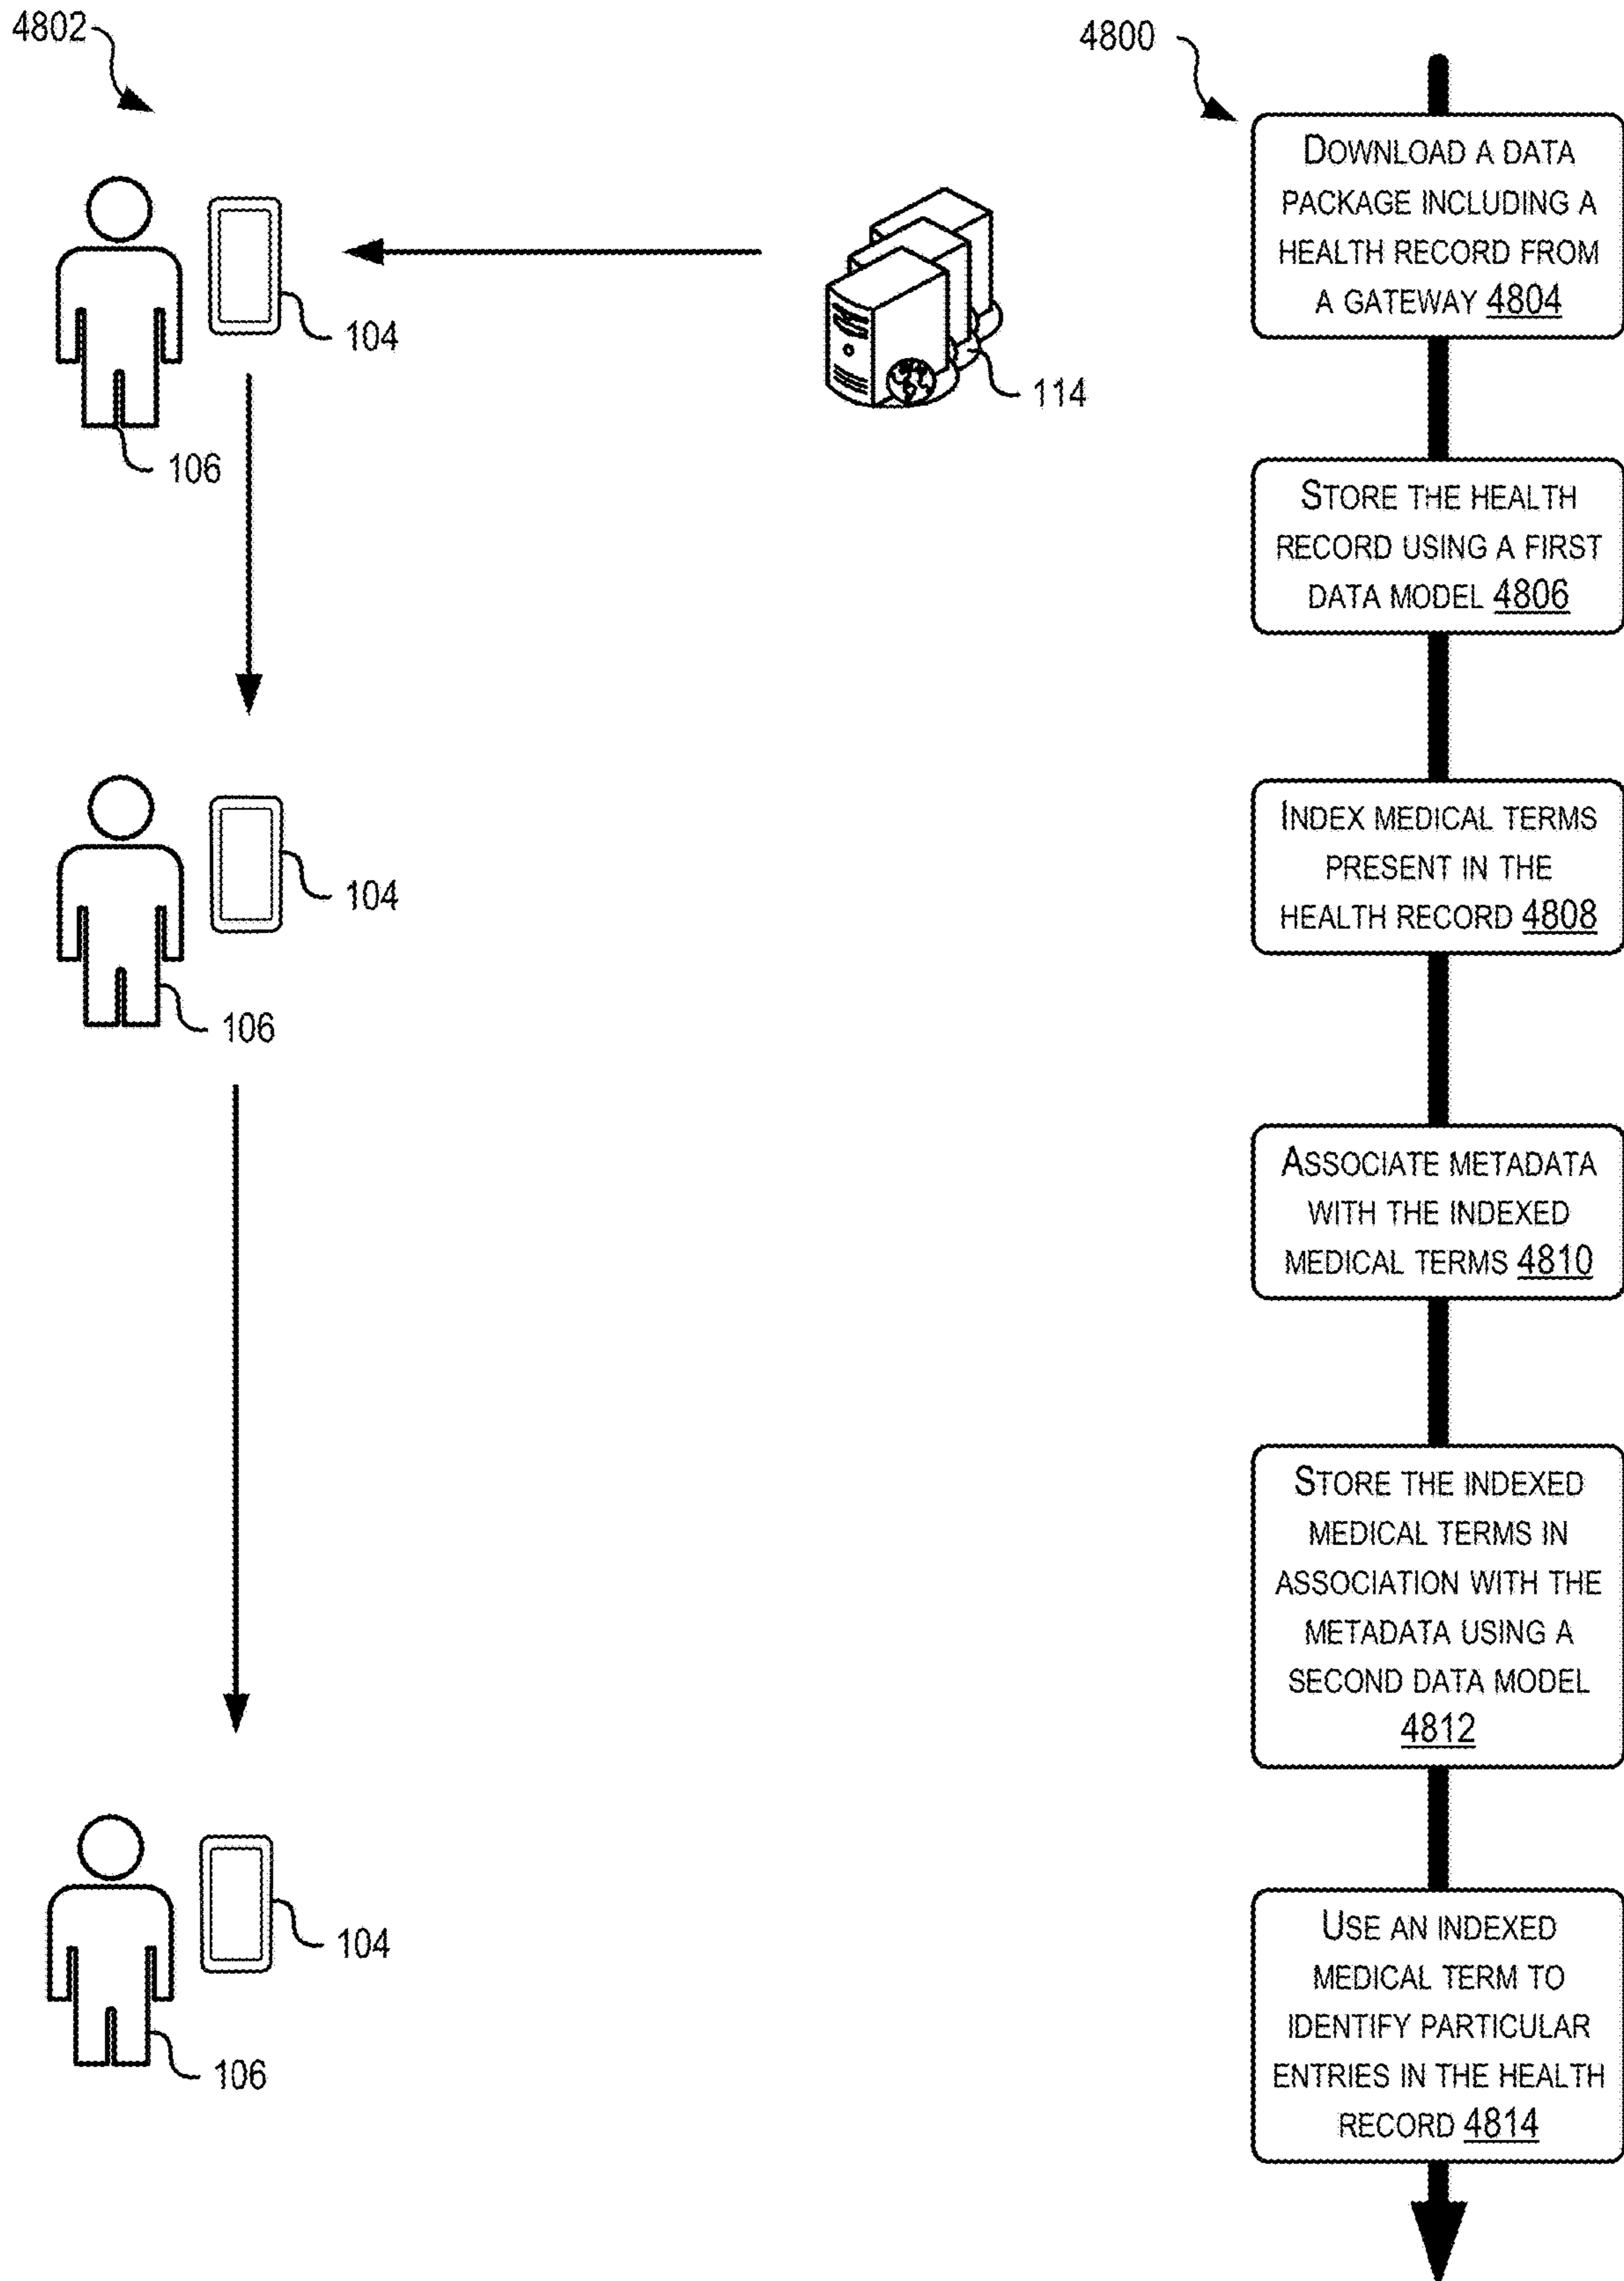 4802
4800
DOWNLOAD A DATA
PACKAGE INCLUDING A
HEALTH RECORD FROM
A GATEWAY 4804
104
114
106
STORE THE HEALTH
RECORD USING A FIRST
DATA MODEL 4806
INDEX MEDICAL TERMS
PRESENT IN THE
HEALTH RECORD 4808
104
106
ASSOCIATE METADATA
WITH THE INDEXED
MEDICAL TERMS 4810
STORE THE INDEXED
MEDICAL TERMS IN
ASSOCIATION WITH THE
METADATA USING A
SECOND DATA MODEL
4812
USE AN INDEXED
MEDICAL TERM TO
IDENTIFY PARTICULAR
ENTRIES IN THE HEALTH
RECORD 4814
104
106